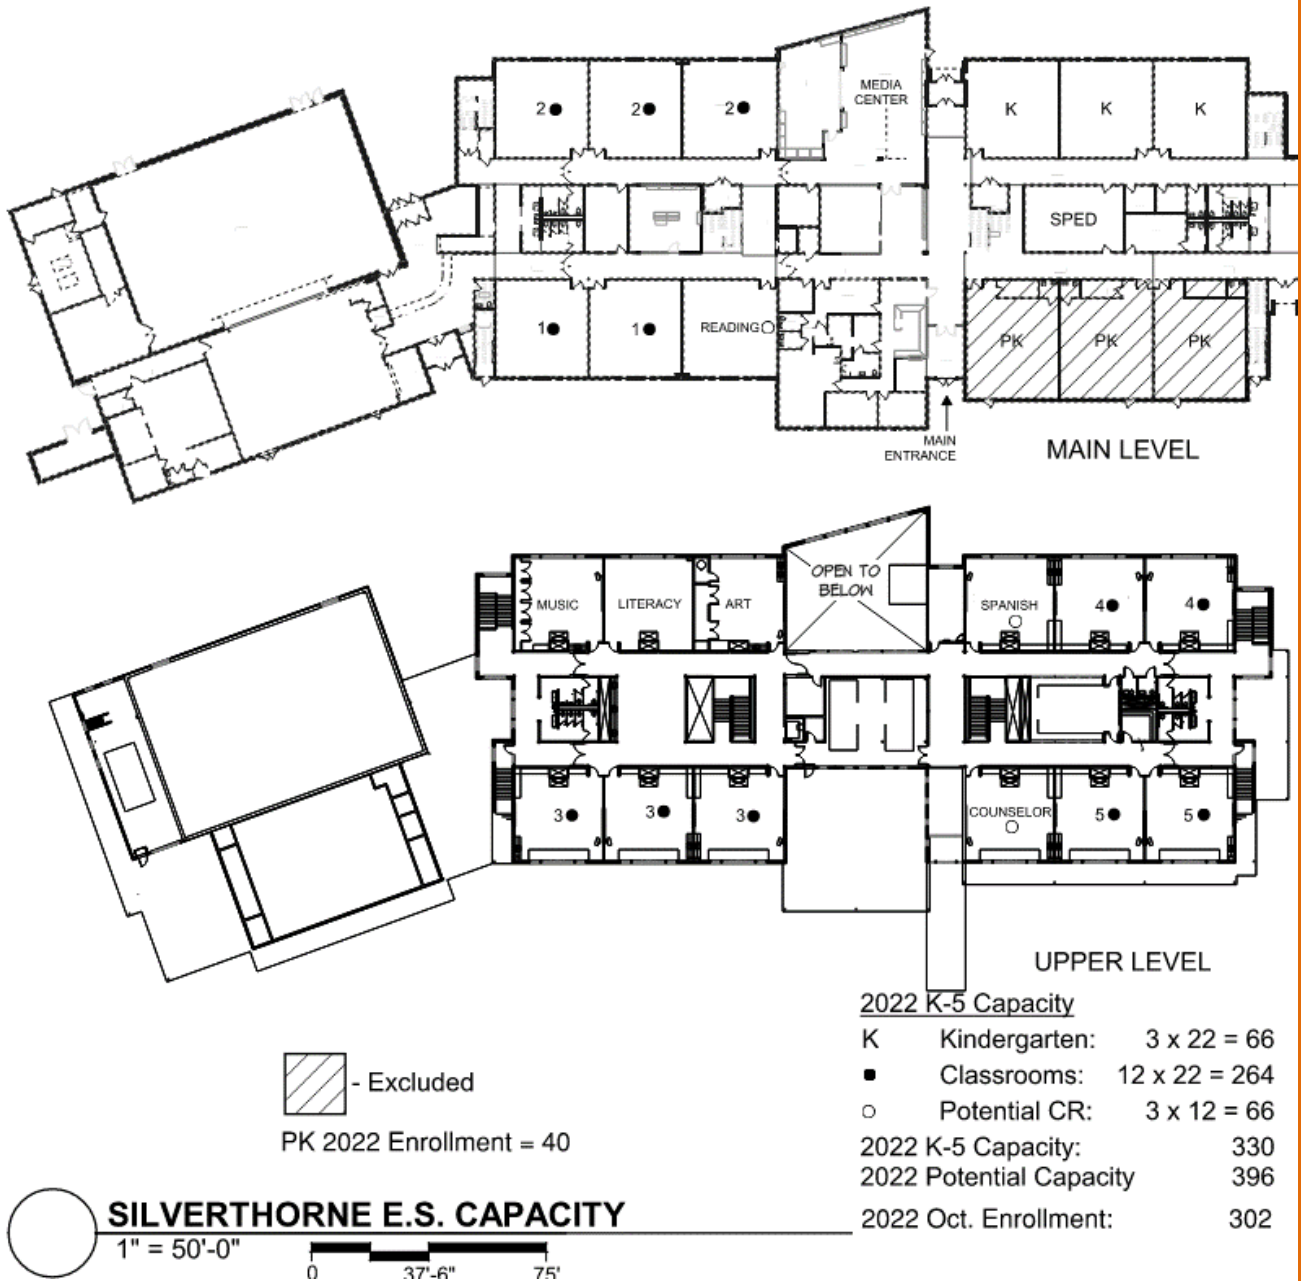 MEDIA
CENTER
2 2 2
K K K
SPED
1 1
READING
PK PK PK
MAIN
ENTRANCE
MAIN LEVEL
OPEN TO
BELOW
MUSIC
LITERACY
ART
SPANISH
4 4
3 3 3
COUNSELOR
5 5
UPPER LEVEL
2022 K-5 Capacity
K Kindergarten: 3 x 22 = 66
Classrooms: 12 x 22 = 264
Potential CR: 3 x 12 = 66
2022 K-5 Capacity: 330
2022 Potential Capacity 396
2022 Oct. Enrollment: 302
- Excluded
PK 2022 Enrollment = 40
SILVERTHORNE E.S. CAPACITY
1" = 50'-0"
0 37'-6" 75'